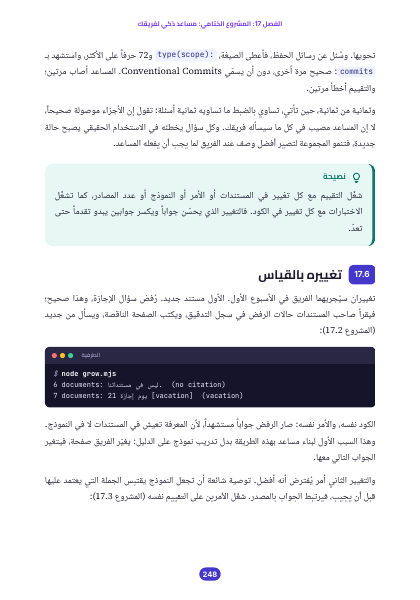 الفصل 17: المشروع الختامي: مساعد ذكي لفريقك
تحويها. وسُئل عن رسائل الحفظ، فأعطى الصيغة، type(scope): و72 حرفاً على الأكثر، واستشهد بـ
commits : صحيح مرة أخرى، دون أن يسمّي Conventional Commits. المساعد أصاب مرتين؛
والتقييم أخطأ مرتين.
وثمانية من ثمانية، حين تأتي، تساوي بالضبط ما تساويه ثمانية أسئلة: تقول إن الأجزاء موصولة صحيحاً،
لا إن المساعد مصيب في كل ما سيسأله فريقك. وكل سؤال يخطئه في الاستخدام الحقيقي يصبح حالة
جديدة، فتنمو المجموعة لتصير أفضل وصف عند الفريق لما يجب أن يفعله المساعد.
نصيحة
شغّل التقييم مع كل تغيير في المستندات أو الأمر أو النموذج أو عدد المصادر، كما تشغّل
الاختبارات مع كل تغيير في الكود. فالتغيير الذي يحسّن جواباً ويكسر جوابين يبدو تقدماً حتى
تعدّ.
17.6 تغييره بالقياس
تغييران سيُجريهما الفريق في الأسبوع الأول. الأول مستند جديد. رُفض سؤال الإجازة، وهذا صحيح؛
فيقرأ صاحب المستندات حالات الرفض في سجل التدقيق، ويكتب الصفحة الناقصة، ويسأل من جديد
(المشروع 17.2):
الطرفية
$ node grow.mjs
6 documents: ليس في مستنداتنا. (no citation)
7 documents: 21 يوم إجازة [vacation] (vacation)
الكود نفسه، والأمر نفسه: صار الرفض جواباً مستشهداً، لأن المعرفة تعيش في المستندات لا في النموذج.
وهذا السبب الأول لبناء مساعد بهذه الطريقة بدل تدريب نموذج على الدليل: يغيّر الفريق صفحة، فيتغير
الجواب التالي معها.
والتغيير الثاني أمر يُفترض أنه أفضل. توصية شائعة أن تجعل النموذج يقتبس الجملة التي يعتمد عليها
قبل أن يجيب، فيرتبط الجواب بالمصدر. شغّل الأمرين على التقييم نفسه (المشروع 17.3):
248